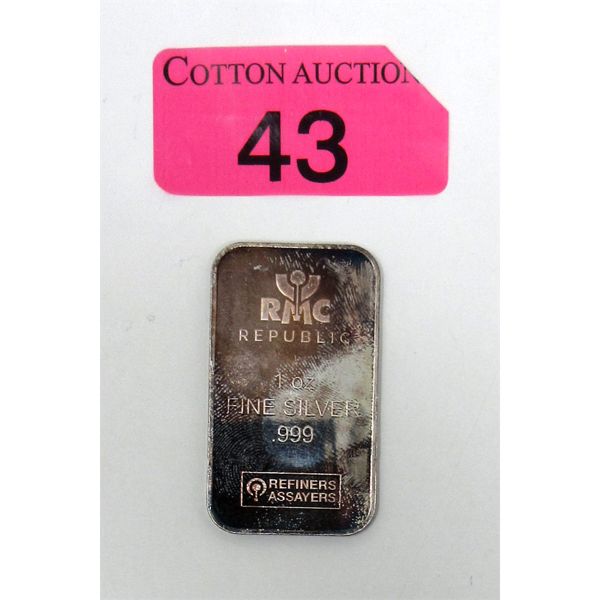 COTTON AUCTION
43
RMC
REPUBLIC
1 oz
FINE SILVER
.999
REFINERS
ASSAYERS